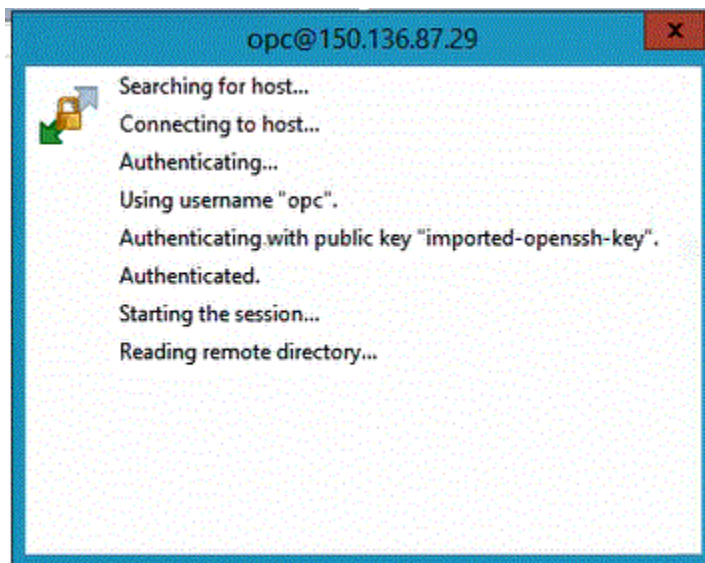 opc@150.136.87.29
x
Searching for host...
Connecting to host...
Authenticating...
Using username "opc".
Authenticating with public key "imported-openssh-key".
Authenticated.
Starting the session...
Reading remote directory...